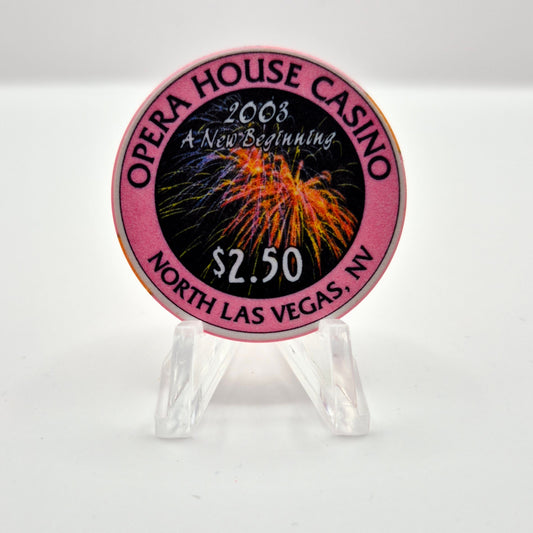 OPERA HOUSE CASINO
2003
A New Beginning
$2.50
NORTH LAS VEGAS, NV